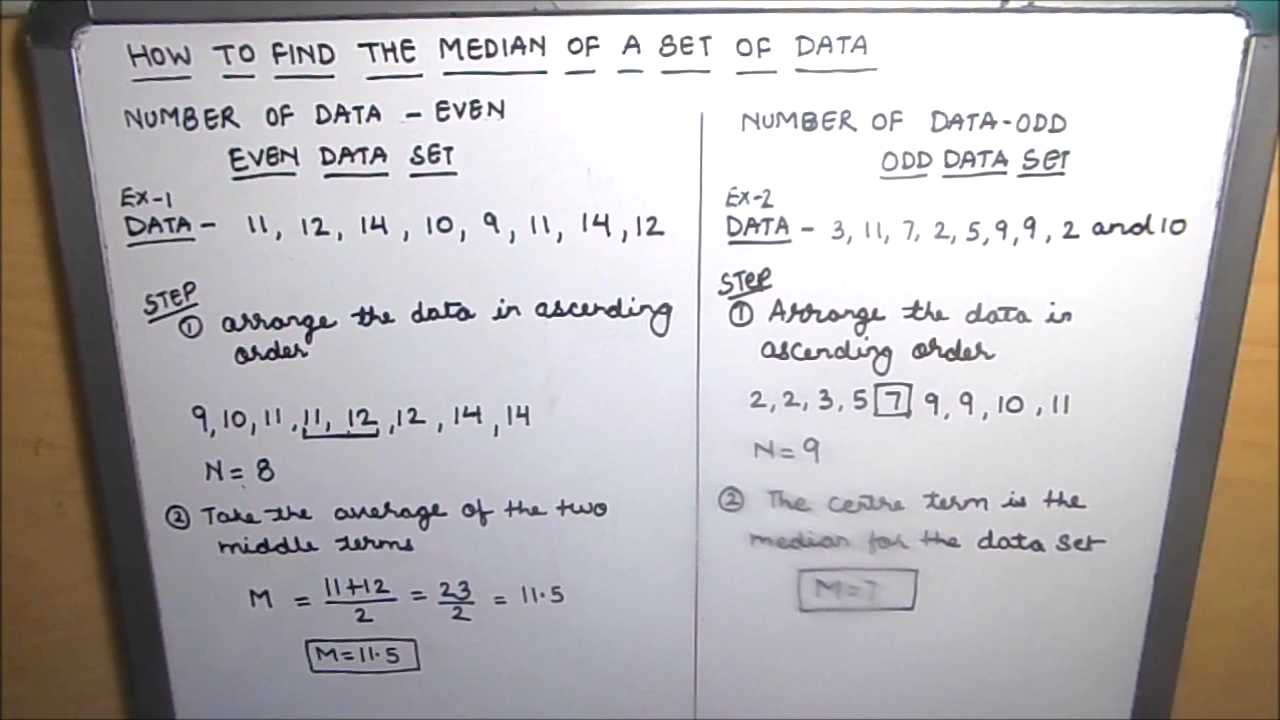 HOW TO FIND THE MEDIAN OF A SET OF DATA
NUMBER OF DATA - EVEN
EVEN DATA SET
EX-1
DATA - 11, 12, 14, 10, 9, 11, 14, 12
STEP
① arrange the data in ascending
order
9, 10, 11, 11, 12, 12, 14, 14
N = 8
② Take the average of the two
middle terms
M = 11+12/2 = 23/2 = 11.5
M=11.5
NUMBER OF DATA-ODD
ODD DATA SET
EX-2
DATA - 3, 11, 7, 2, 5, 9, 9, 2 and 10
STEP
① Arrange the data in
ascending order
2, 2, 3, 5 7 9, 9, 10, 11
N = 9
② The centre term is the
median for the data set
M=7